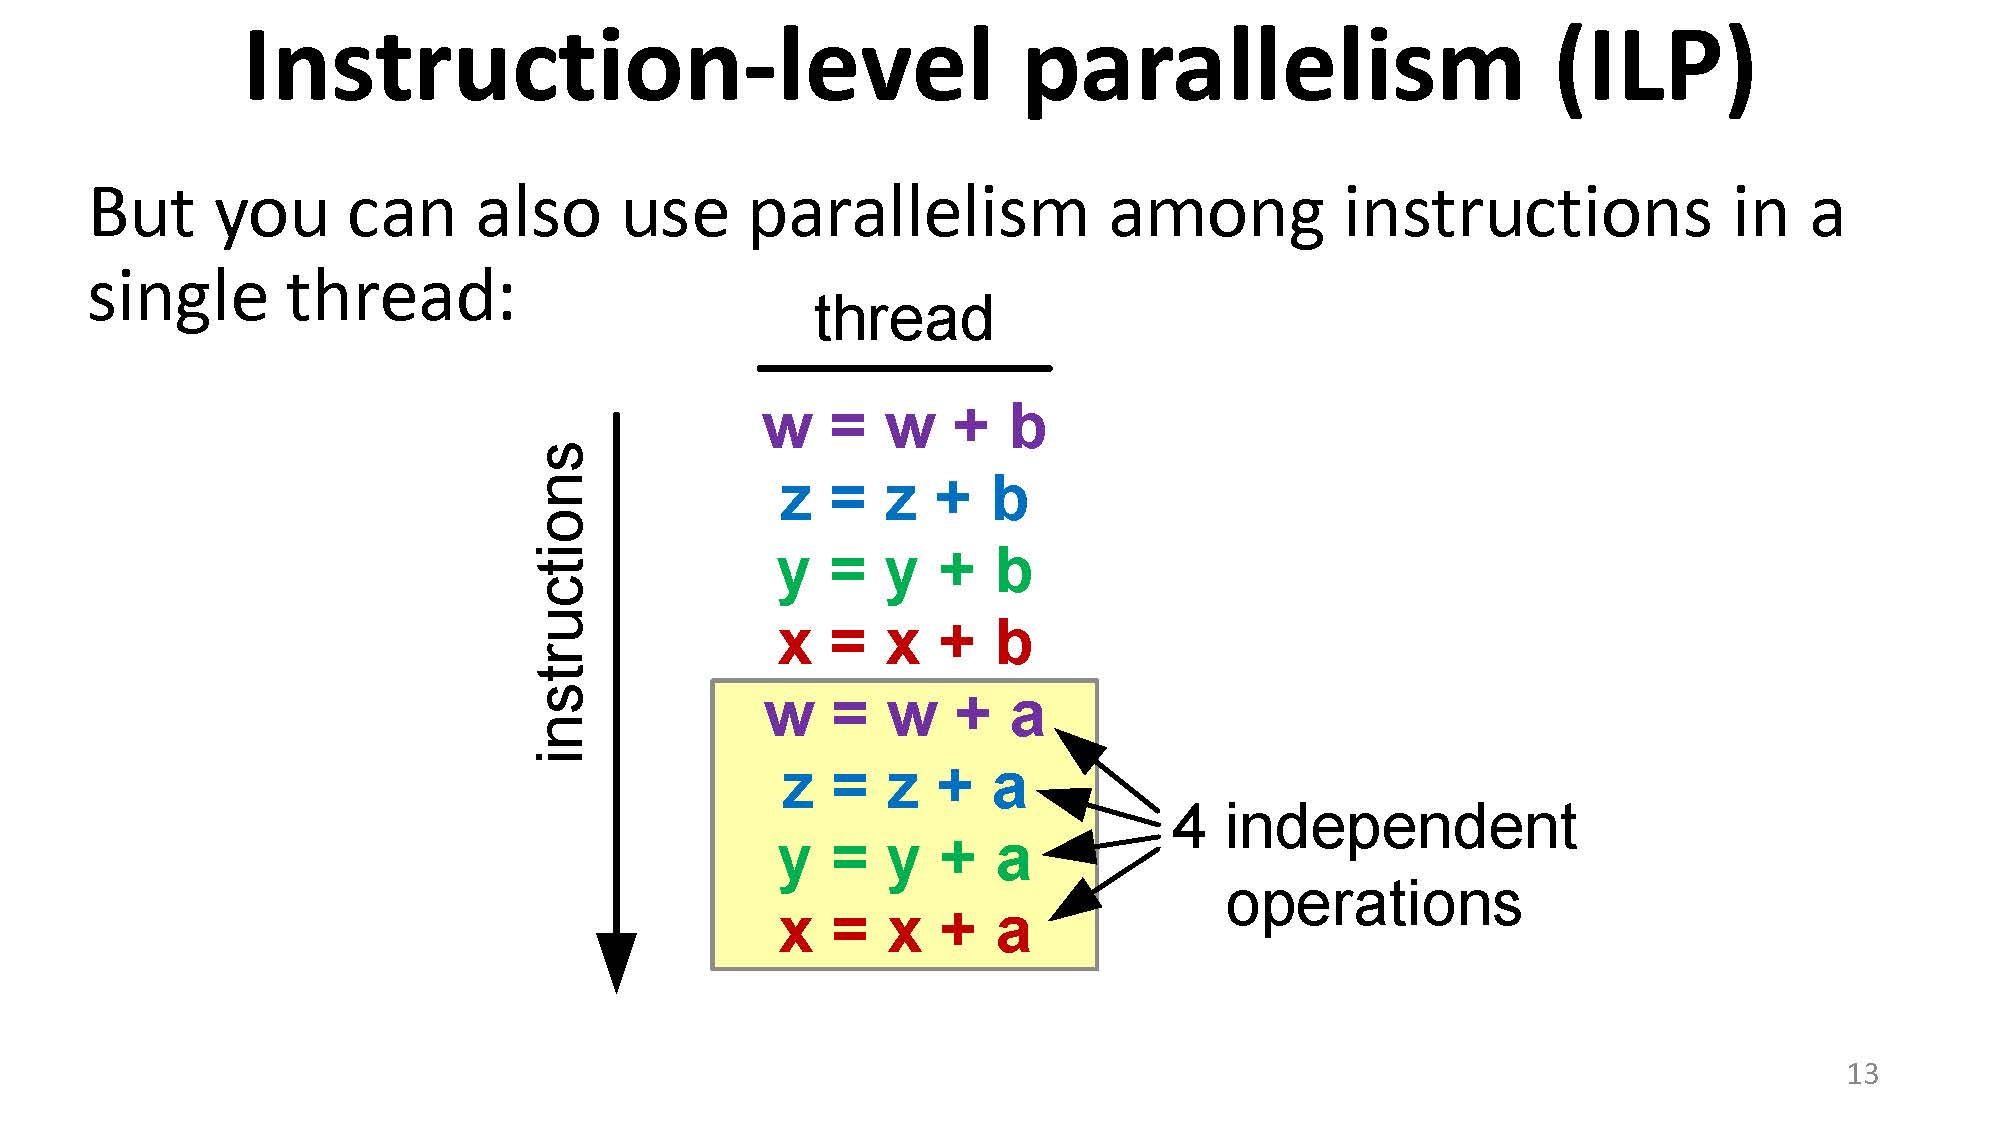 Instruction-level parallelism (ILP)
But you can also use parallelism among instructions in a
single thread:
thread
instructions
w = w + b
z = z + b
y = y + b
x = x + b
w = w + a
z = z + a
y = y + a
x = x + a
4 independent
operations
13